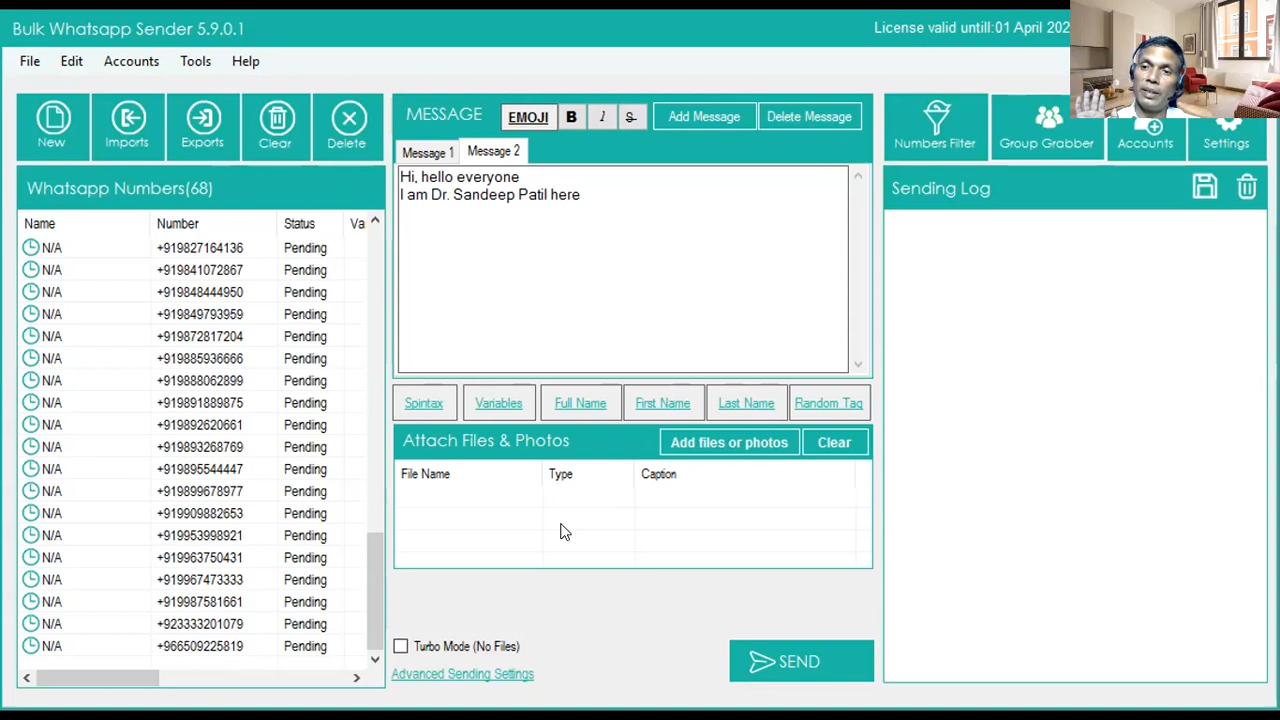 Bulk Whatsapp Sender 5.9.0.1
License valid untill:01 April 202
File Edit Accounts Tools Help
New Imports Exports Clear Delete
MESSAGE EMOJI B I S Add Message Delete Message
Numbers Filter Group Grabber Accounts Settings
Message 1 Message 2
Whatsapp Numbers(68)
Sending Log
Hi, hello everyone
I am Dr. Sandeep Patil here
Name Number Status Va
N/A +919827164136 Pending
N/A +919841072867 Pending
N/A +919848444950 Pending
N/A +919849793959 Pending
N/A +919872817204 Pending
N/A +919885936666 Pending
N/A +919888062899 Pending
N/A +919891889875 Pending
N/A +919892620661 Pending
N/A +919893268769 Pending
N/A +919895544447 Pending
N/A +919899678977 Pending
N/A +919909882653 Pending
N/A +919953998921 Pending
N/A +919963750431 Pending
N/A +919967473333 Pending
N/A +919987581661 Pending
N/A +923333201079 Pending
N/A +966509225819 Pending
Spintax Variables Full Name First Name Last Name Random Tag
Attach Files & Photos Add files or photos Clear
File Name Type Caption
Turbo Mode (No Files)
Advanced Sending Settings
SEND